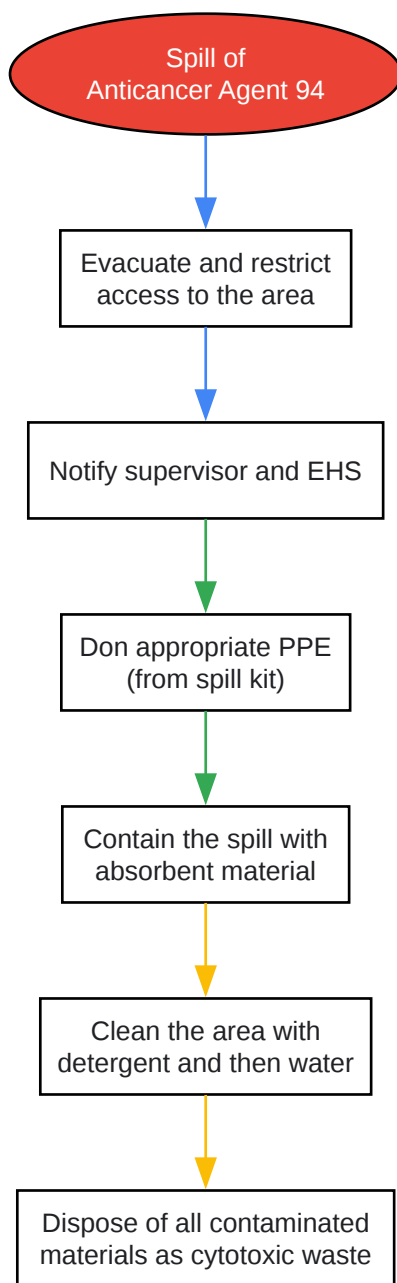 Spill of
Anticancer Agent 94
Evacuate and restrict
access to the area
Notify supervisor and EHS
Don appropriate PPE
(from spill kit)
Contain the spill with
absorbent material
Clean the area with
detergent and then water
Dispose of all contaminated
materials as cytotoxic waste